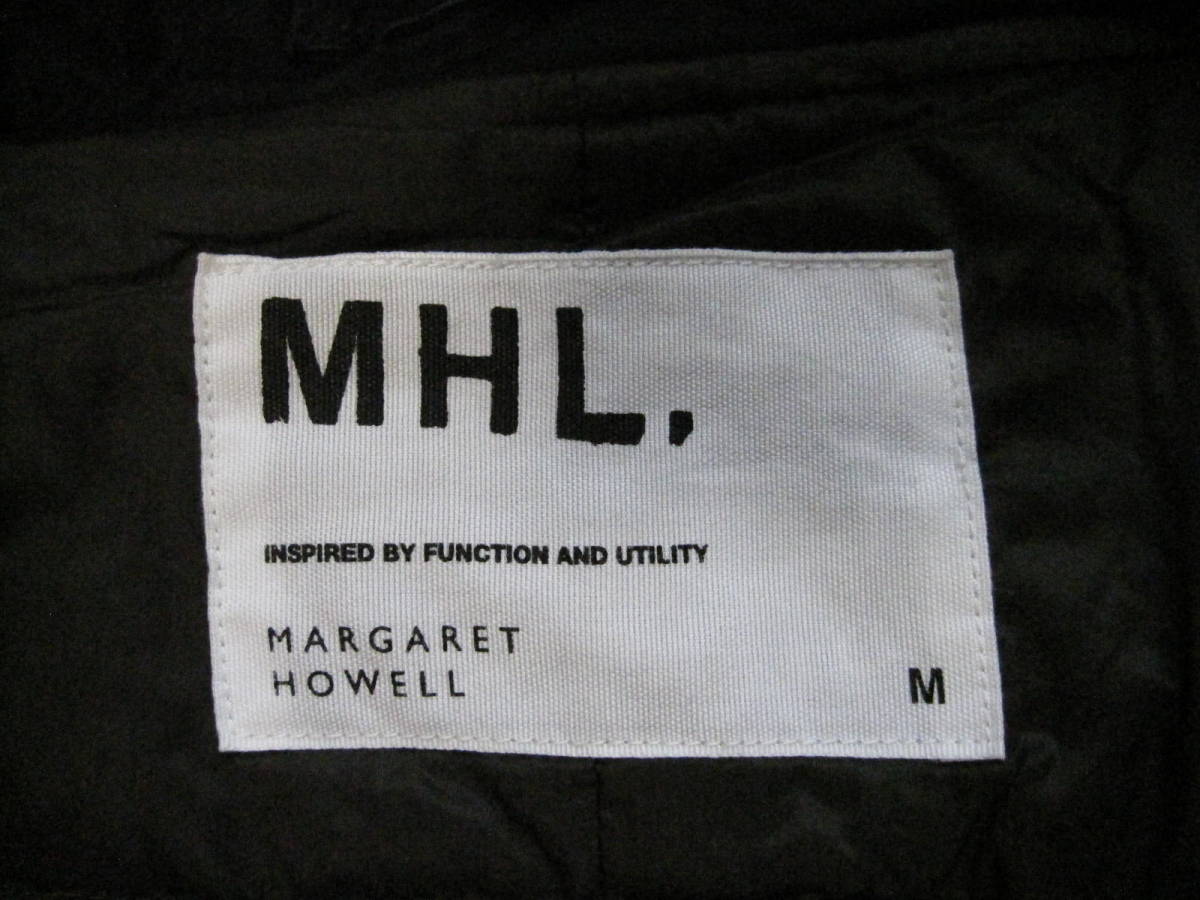 MHL.
INSPIRED BY FUNCTION AND UTILITY
MARGARET
HOWELL
M